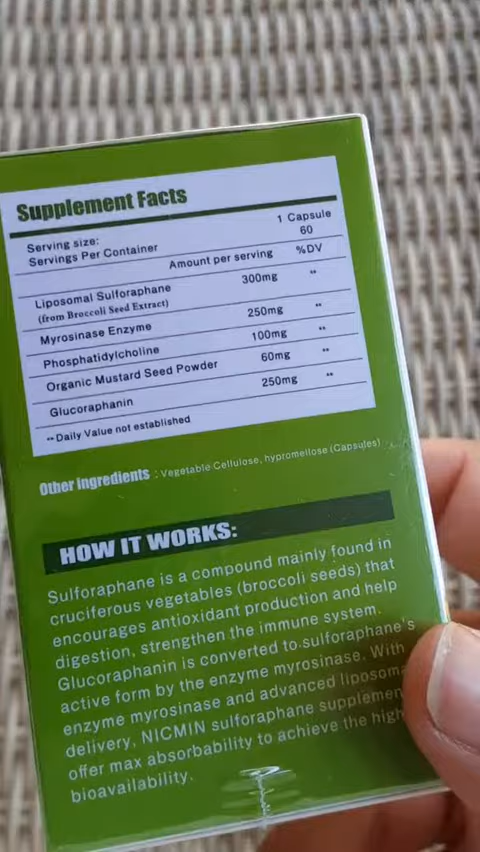 Supplement Facts
Serving size: 1 Capsule
Servings Per Container 60
Amount per serving %DV
Liposomal Sulforaphane 300mg **
(from Broccoli Seed Extract)
Myrosinase Enzyme 250mg **
Phosphatidylcholine 100mg **
Organic Mustard Seed Powder 60mg **
Glucoraphanin 250mg **
** Daily Value not established
Other ingredients : Vegetable Cellulose, hypromellose (Capsules)
HOW IT WORKS:
Sulforaphane is a compound mainly found in
cruciferous vegetables (broccoli seeds) that
encourages antioxidant production and help
digestion, strengthen the immune system.
Glucoraphanin is converted to sulforaphane's
active form by the enzyme myrosinase. With
enzyme myrosinase and advanced liposoma
delivery, NICMIN sulforaphane supplemen
offer max absorbability to achieve the high
bioavailability.